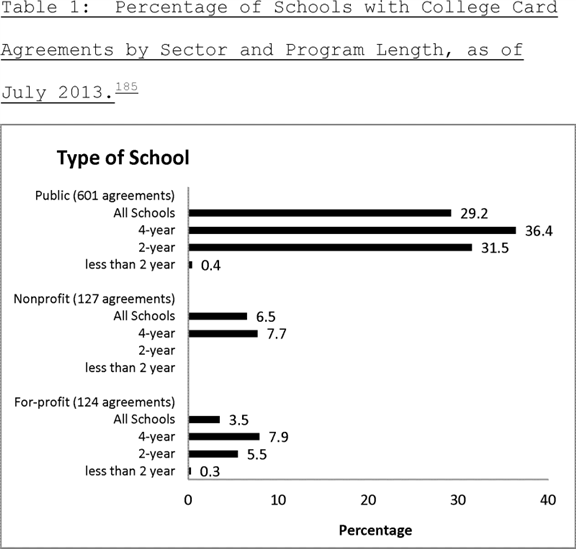 Table 1:  Percentage of Schools with College Card
Agreements by Sector and Program Length, as of
July 2013.185
Type of School
Public (601 agreements)
All Schools 29.2
4-year 36.4
2-year 31.5
less than 2 year 0.4
Nonprofit (127 agreements)
All Schools 6.5
4-year 7.7
2-year
less than 2 year
For-profit (124 agreements)
All Schools 3.5
4-year 7.9
2-year 5.5
less than 2 year 0.3
0 10 20 30 40
Percentage